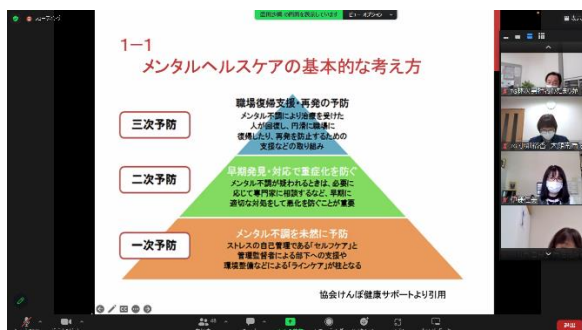 1－1
メンタルヘルスケアの基本的な考え方
職場復帰支援・再発の予防
三次予防
メンタル不調により治療を受けた
人が回復し、円滑に職場に
復帰したり、再発を防止するための
支援などの取り組み
早期発見・対応で重症化を防ぐ
二次予防
メンタル不調が疑われるときは、必要に
応じて専門家に相談するなど、早期に
適切な対処をして悪化を防ぐことが重要
メンタル不調を未然に予防
一次予防
ストレスの自己管理である「セルフケア」と
管理監督者による部下への支援や
環境整備などによる「ラインケア」が柱となる
協会けんぽ健康サポートより引用